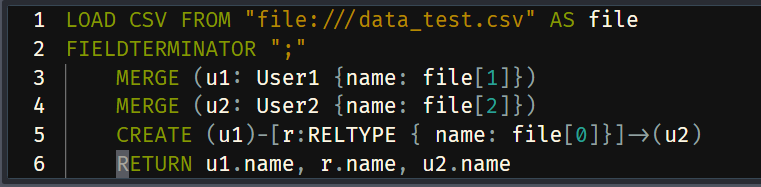 1 LOAD CSV FROM "file:///data_test.csv" AS file
2 FIELDTERMINATOR ";"
3 MERGE (u1: User1 {name: file[1]})
4 MERGE (u2: User2 {name: file[2]})
5 CREATE (u1)-[r:RELTYPE { name: file[0]}]->(u2)
6 RETURN u1.name, r.name, u2.name